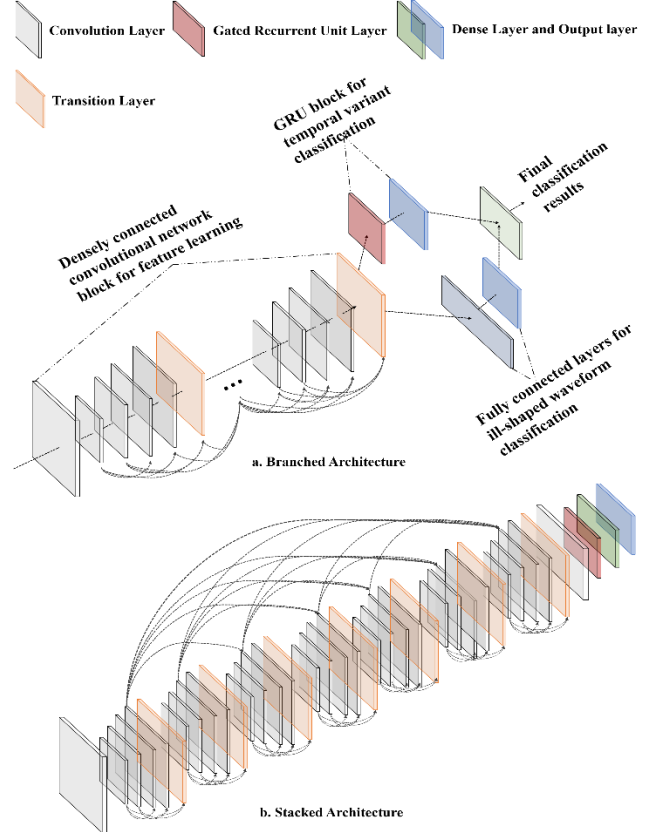 Convolution Layer
Gated Recurrent Unit Layer
Dense Layer and Output layer
Transition Layer
GRU block for
temporal variant
classification
Final
classification
results
Densely connected
convolutional network
block for feature learning
...
Fully connected layers for
ill-shaped waveform
classification
a. Branched Architecture
b. Stacked Architecture